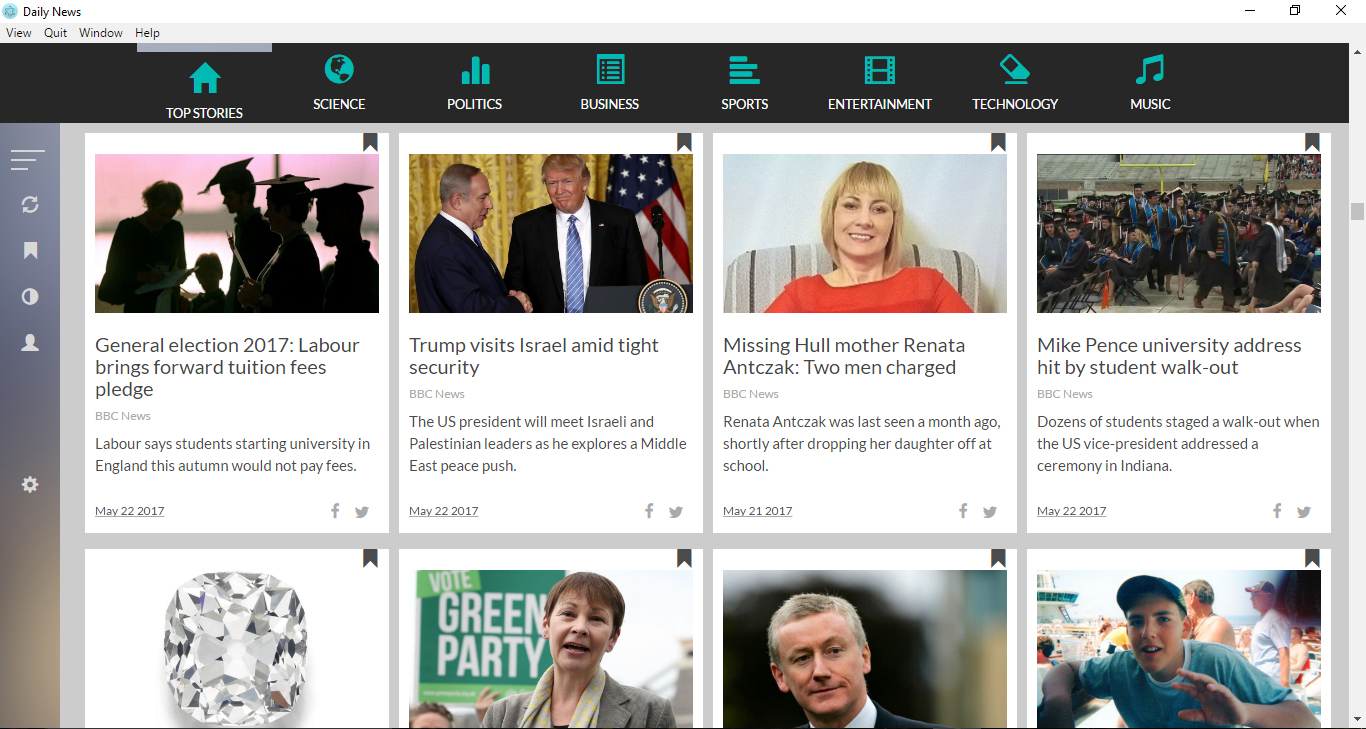 Daily News
View Quit Window Help
TOP STORIES
SCIENCE
POLITICS
BUSINESS
SPORTS
ENTERTAINMENT
TECHNOLOGY
MUSIC
General election 2017: Labour
brings forward tuition fees
pledge
BBC News
Labour says students starting university in
England this autumn would not pay fees.
May 22 2017
Trump visits Israel amid tight
security
BBC News
The US president will meet Israeli and
Palestinian leaders as he explores a Middle
East peace push.
May 22 2017
Missing Hull mother Renata
Antczak: Two men charged
BBC News
Renata Antczak was last seen a month ago,
shortly after dropping her daughter off at
school.
May 21 2017
Mike Pence university address
hit by student walk-out
BBC News
Dozens of students staged a walk-out when
the US vice-president addressed a
ceremony in Indiana.
May 22 2017
VOTE
GREEN
PARTY